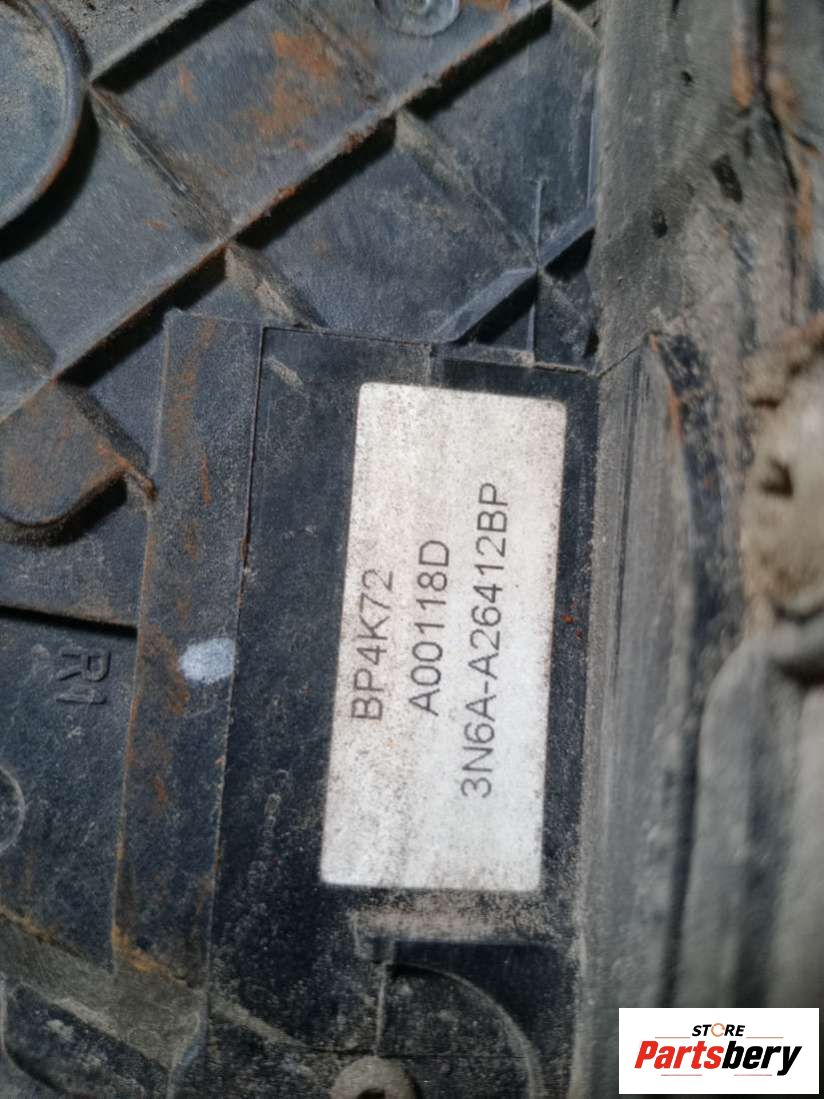 BP4K72
A00118D
3N6A-A26412BP
R1
STORE
Partsbery